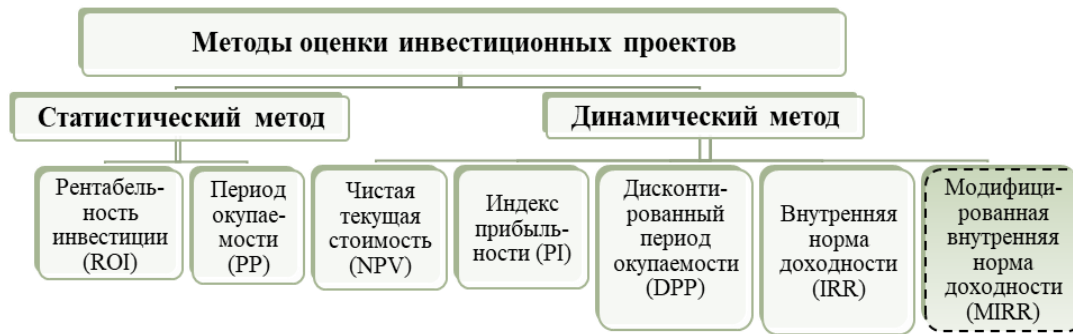 Методы оценки инвестиционных проектов
Статистический метод
Динамический метод
Рентабель-
ность
инвестиции
(ROI)
Период
окупае-
мости
(PP)
Чистая
текущая
стоимость
(NPV)
Индекс
прибыль-
ности (PI)
Дисконти-
рованный
период
окупаемости
(DPP)
Внутренняя
норма
доходности
(IRR)
Модифици-
рованная
внутренняя
норма
доходности
(MIRR)